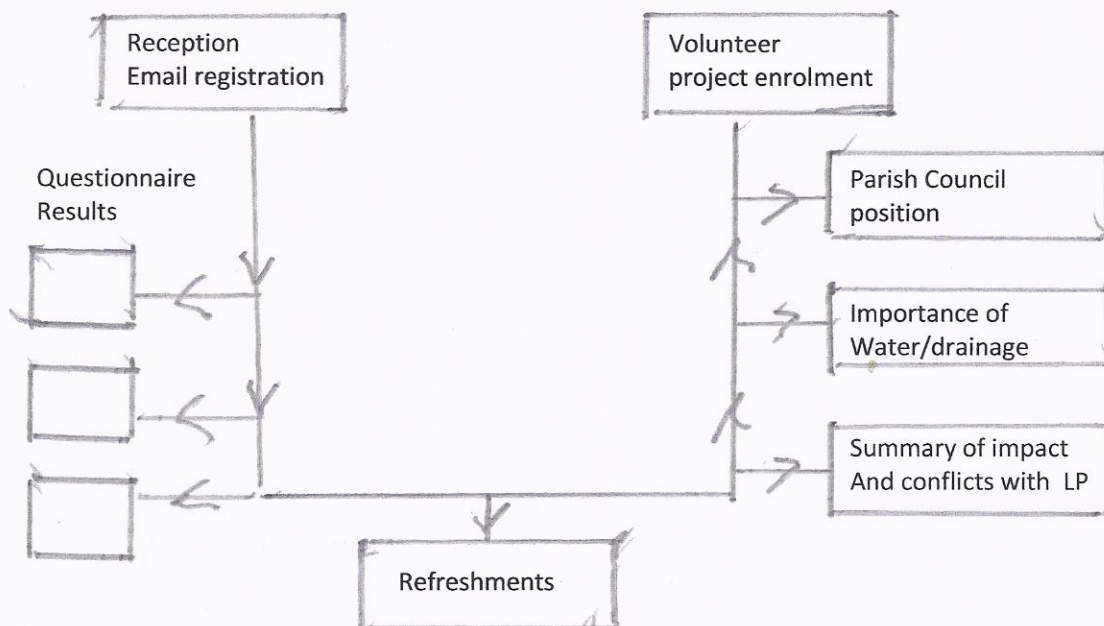 Reception
Email registration
Volunteer
project enrolment
Questionnaire
Results
Parish Council
position
Importance of
Water/drainage
Summary of impact
And conflicts with  LP
Refreshments